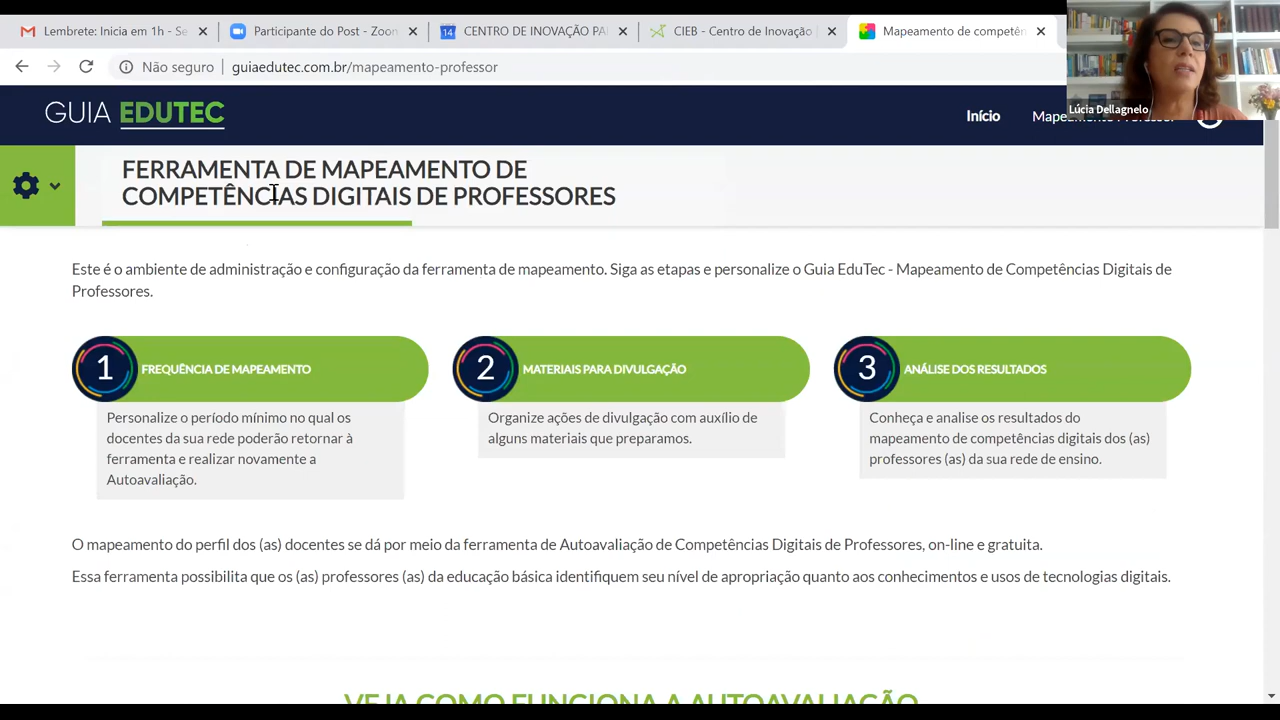 Lembrete: Inicia em 1h Se
Participante do Post - Zoom
14
CENTRO DE INOVAÇÃO PA
CIEB - Centro de Inovação
Mapeamento de competên
Não seguro
guiaedutec.com.br/mapeamento-professor
Lúcia Dellagnelo
GUIA EDUTEC
Início
FERRAMENTA DE MAPEAMENTO DE
COMPETÊNCIAS DIGITAIS DE PROFESSORES
Este é o ambiente de administração e configuração da ferramenta de mapeamento. Siga as etapas e personalize o Guia EduTec - Mapeamento de Competências Digitais de
Professores.
1
FREQUÊNCIA DE MAPEAMENTO
Personalize o período mínimo no qual os
docentes da sua rede poderão retornar à
ferramenta e realizar novamente a
Autoavaliação.
2
MATERIAIS PARA DIVULGAÇÃO
Organize ações de divulgação com auxílio de
alguns materiais que preparamos.
3
ANÁLISE DOS RESULTADOS
Conheça e analise os resultados do
mapeamento de competências digitais dos (as)
professores (as) da sua rede de ensino.
O mapeamento do perfil dos (as) docentes se dá por meio da ferramenta de Autoavaliação de Competências Digitais de Professores, on-line e gratuita.
Essa ferramenta possibilita que os (as) professores (as) da educação básica identifiquem seu nível de apropriação quanto aos conhecimentos e usos de tecnologias digitais.
VEJA COMO FUNCIONA A AUTOAVALIAÇÃO